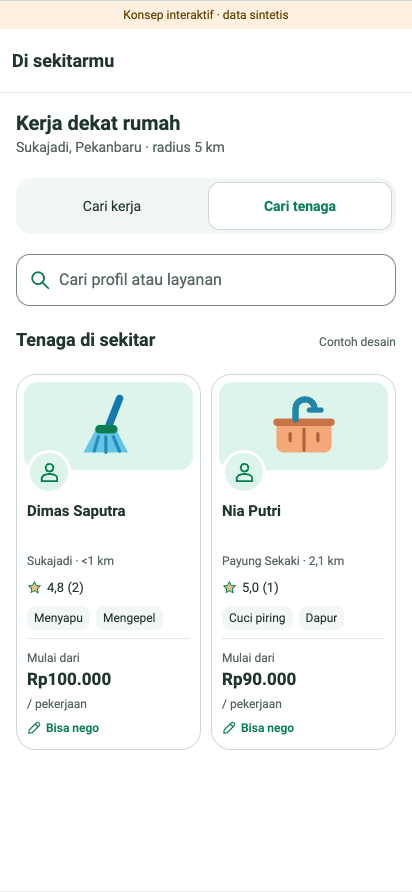 Konsep interaktif · data sintetis
Di sekitarmu
Kerja dekat rumah
Sukajadi, Pekanbaru · radius 5 km
Cari kerja
Cari tenaga
Cari profil atau layanan
Tenaga di sekitar
Contoh desain
Dimas Saputra
Sukajadi · <1 km
4,8 (2)
Menyapu
Mengepel
Mulai dari
Rp100.000
/ pekerjaan
Bisa nego
Nia Putri
Payung Sekaki · 2,1 km
5,0 (1)
Cuci piring
Dapur
Mulai dari
Rp90.000
/ pekerjaan
Bisa nego